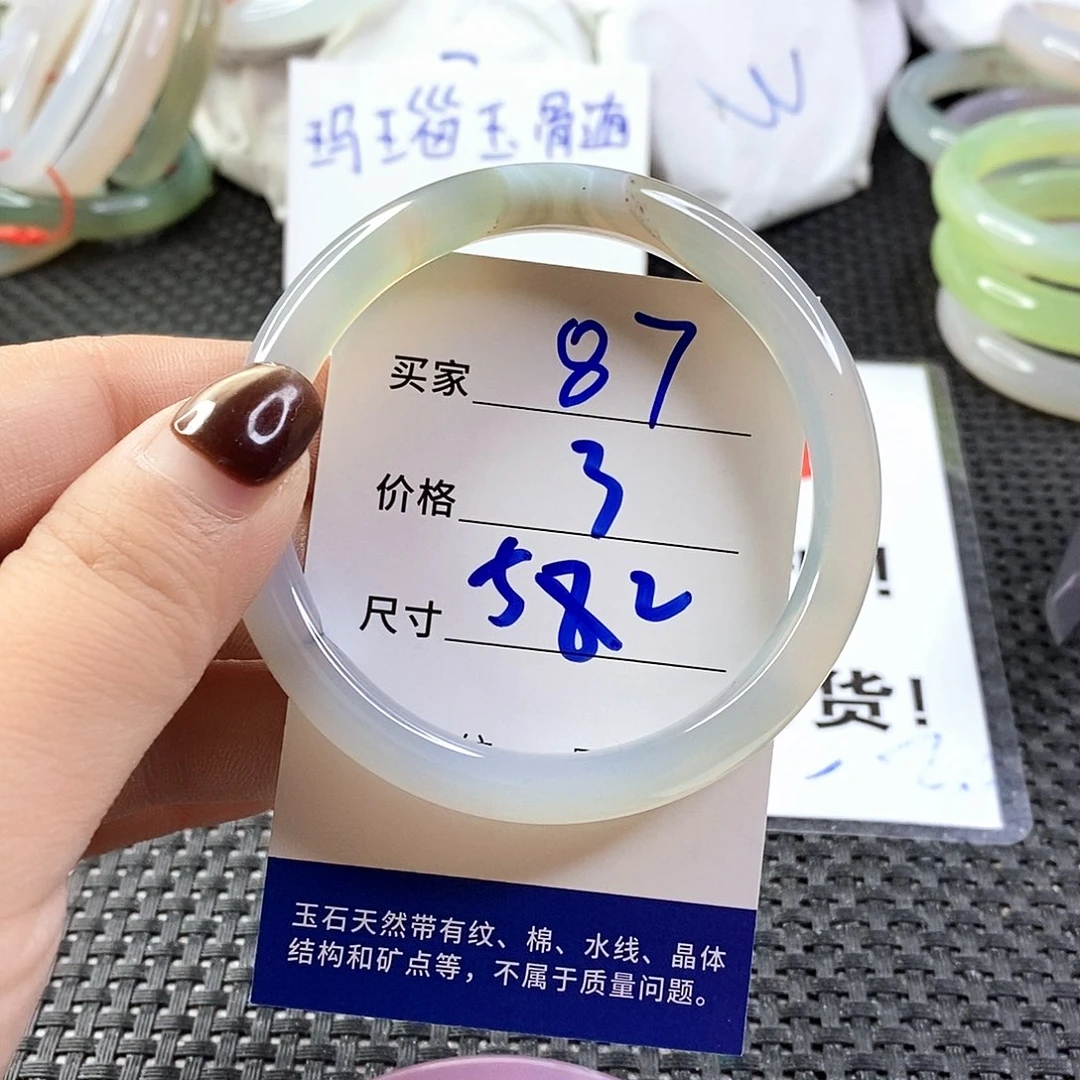 玛瑙玉骨髓
买家 87
价格 3
尺寸 582
货！
玉石天然带有纹、棉、水线、晶体
结构和矿点等，不属于质量问题。